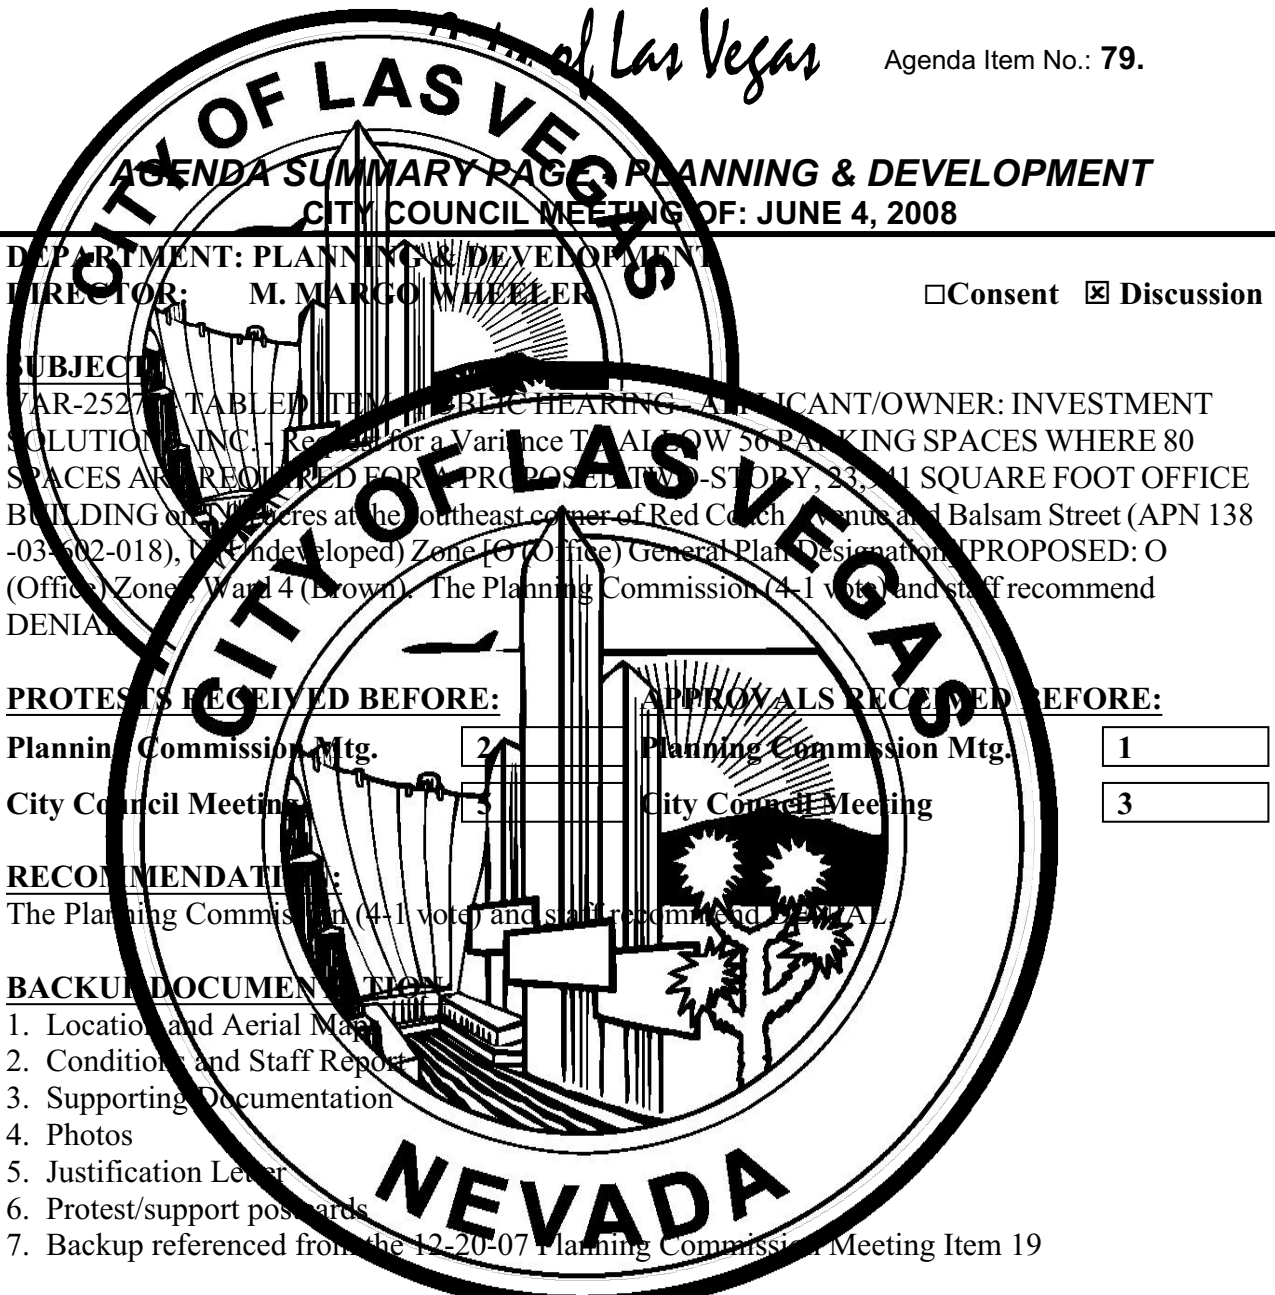 of Las Vegas
Agenda Item No.: 79.
AGENDA SUMMARY PAGE - PLANNING & DEVELOPMENT
CITY COUNCIL MEETING OF: JUNE 4, 2008
DEPARTMENT: PLANNING & DEVELOPMENT
DIRECTOR: M. MARGO WHEELER
□Consent ☒ Discussion
SUBJECT:
TABLED ITEM - PUBLIC HEARING - APPLICANT/OWNER: INVESTMENT
SOLUTIONS, INC. - Request for a Variance TO ALLOW 56 PARKING SPACES WHERE 80
SPACES ARE REQUIRED FOR A PROPOSED TWO-STORY, SQUARE FOOT OFFICE
BUILDING on acres at the southeast corner of Red Coach Avenue and Balsam Street (APN 138
-03-602-018), U (Undeveloped) Zone [O (Office) General Plan Designation] [PROPOSED: O
(Office) Zone], Ward 4 (Brown). The Planning Commission (4-1 vote) and staff recommend
DENIAL
PROTESTS RECEIVED BEFORE:
APPROVALS RECEIVED BEFORE:
Planning Commission Mtg. 2
Planning Commission Mtg. 1
City Council Meeting 5
City Council Meeting 3
RECOMMENDATION:
The Planning Commission (4-1 vote) and staff recommend DENIAL
BACKUP DOCUMENTATION
1. Location and Aerial Maps
2. Conditions and Staff Report
3. Supporting Documentation
4. Photos
5. Justification Letter
6. Protest/support postcards
7. Backup referenced from the 12-20-07 Planning Commission Meeting Item 19
CITY OF LAS VEGAS
CITY OF LAS VEGAS
NEVADA